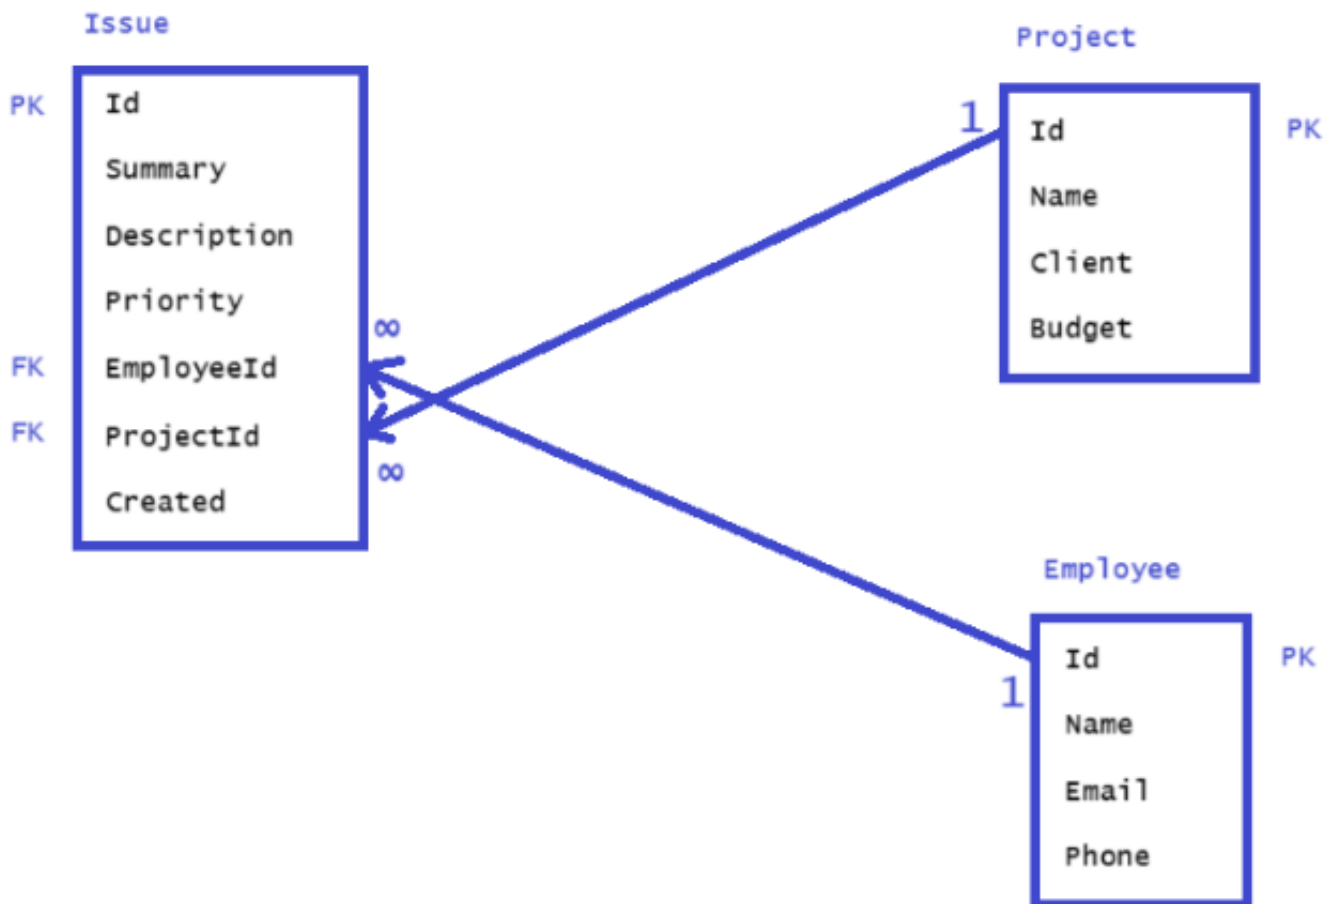 Issue
PK
Id
Summary
Description
Priority
∞
FK
EmployeeId
FK
ProjectId
∞
Created
Project
1
Id
PK
Name
Client
Budget
Employee
Id
PK
1
Name
Email
Phone